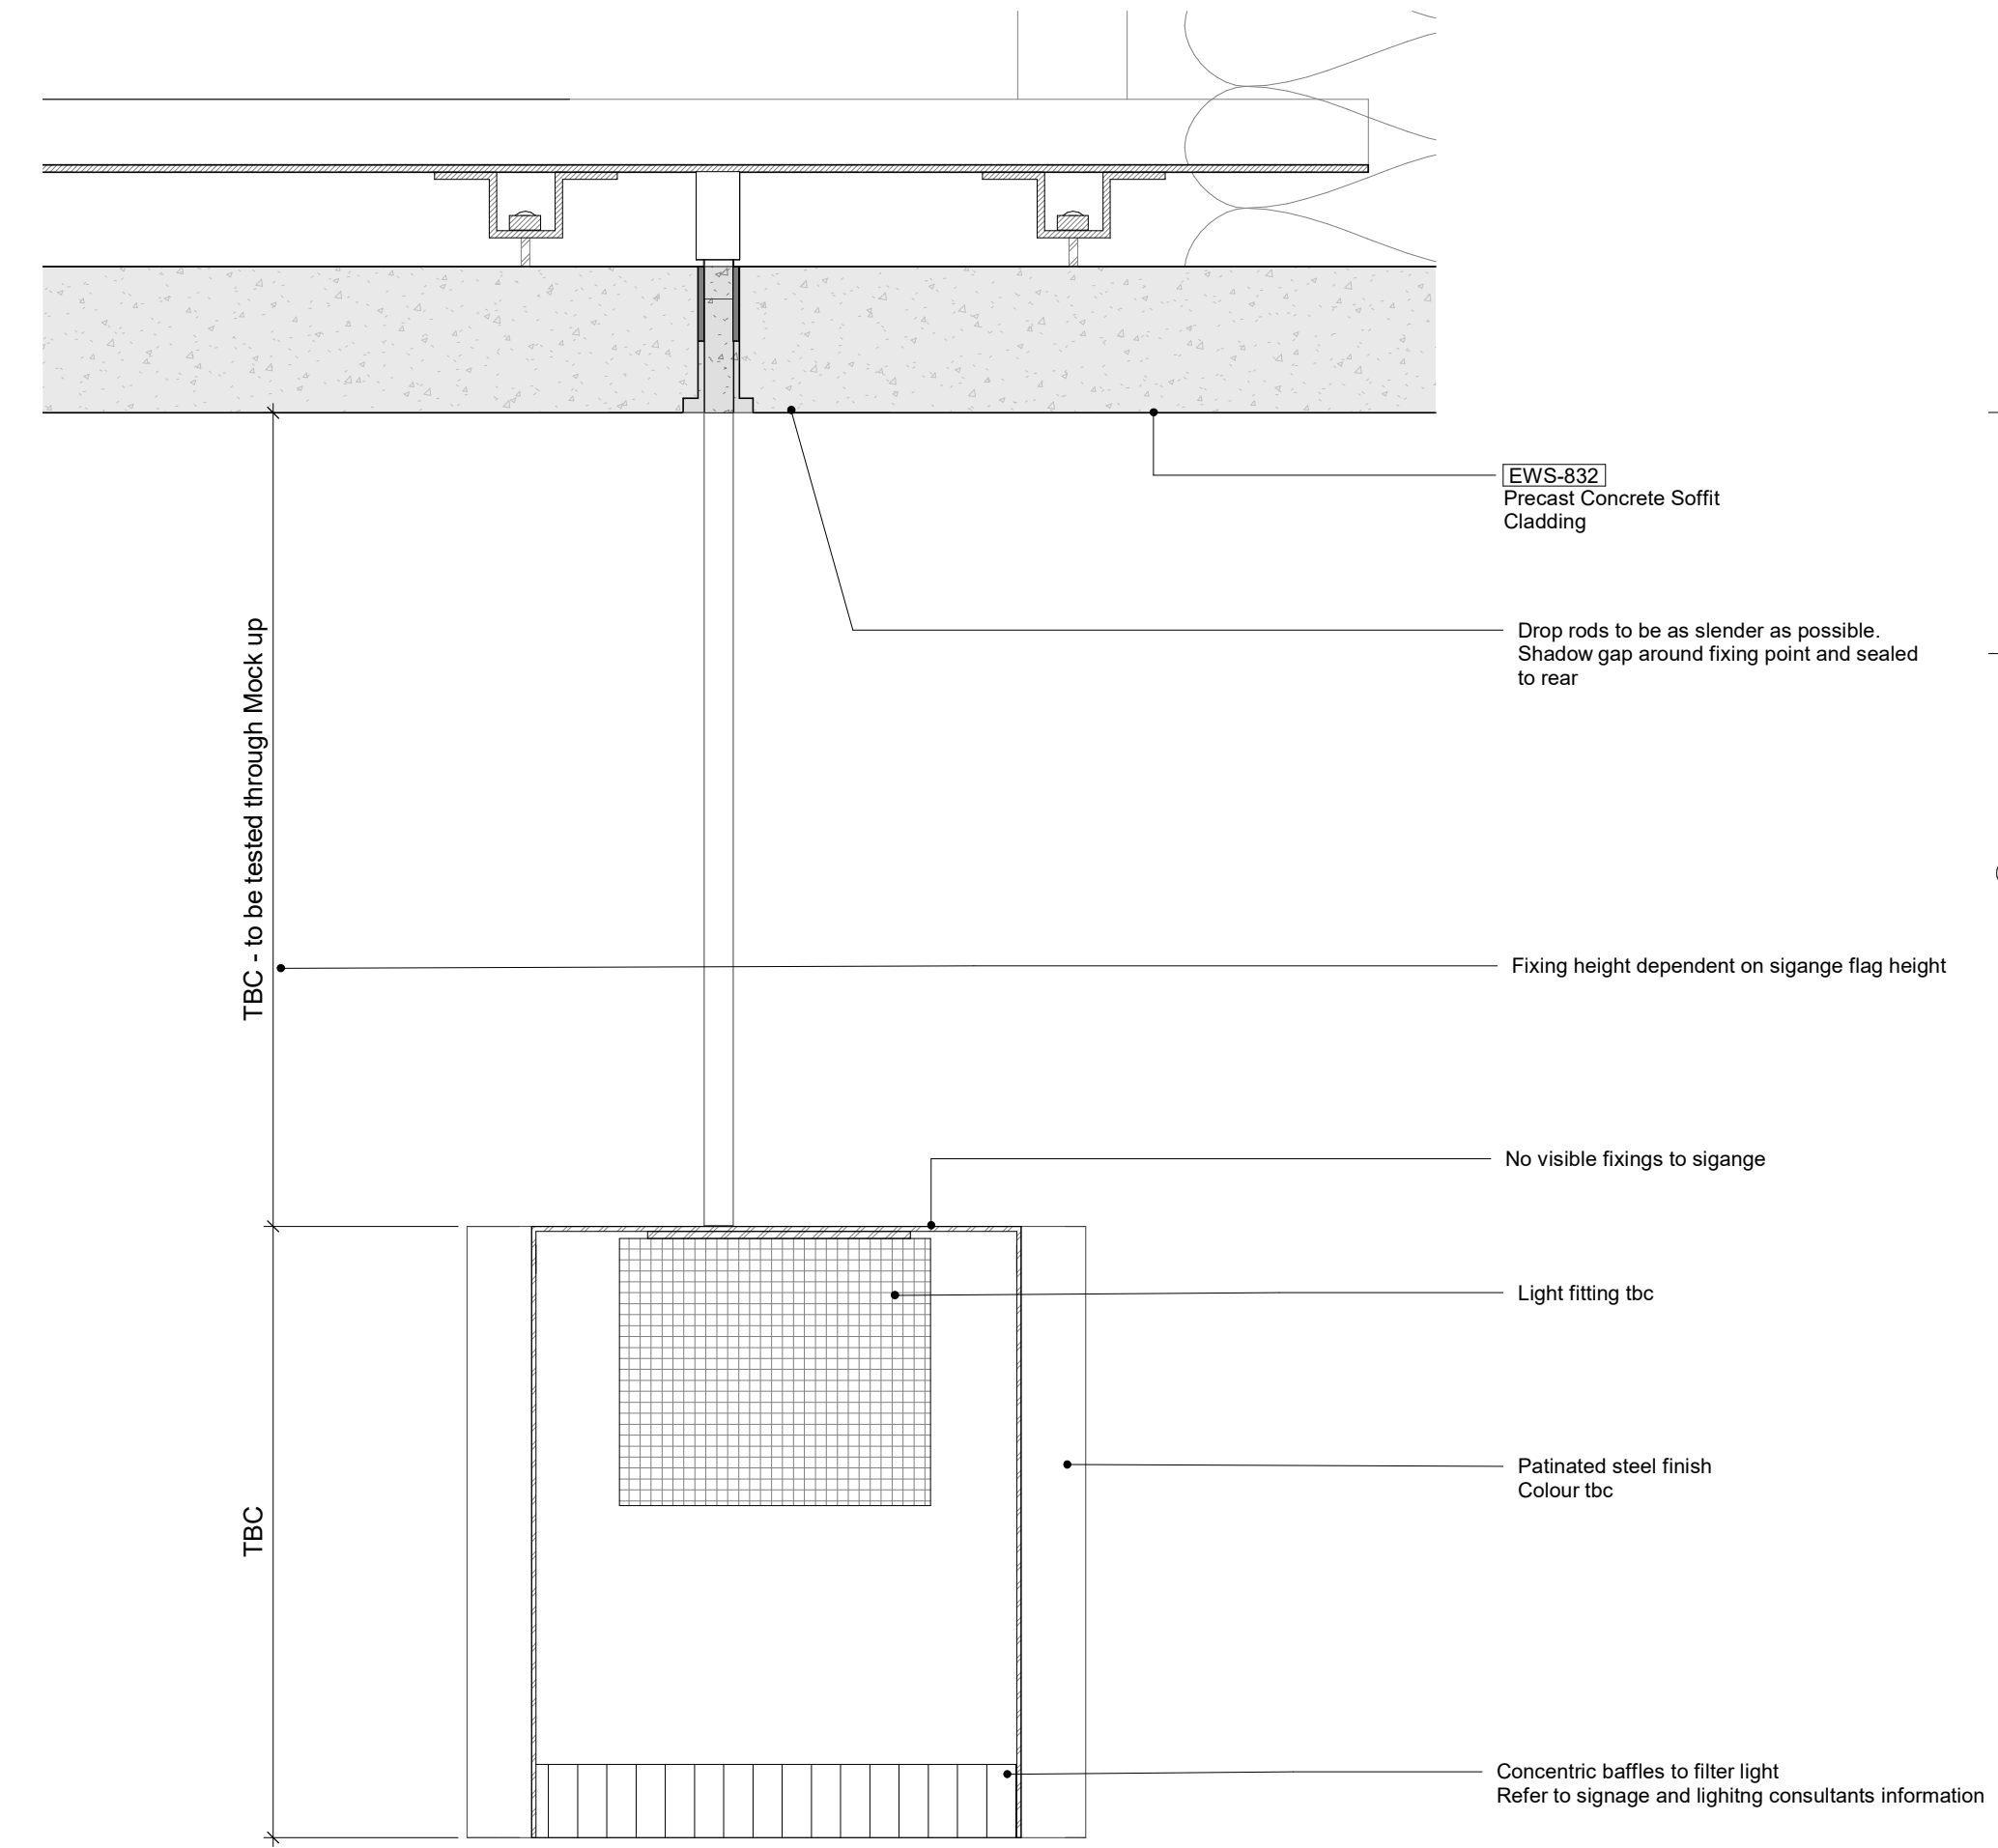 EWS-832
Precast Concrete Soffit
Cladding
Drop rods to be as slender as possible.
Shadow gap around fixing point and sealed
to rear
TBC - to be tested through Mock up
Fixing height dependent on sigange flag height
No visible fixings to sigange
Light fitting tbc
Patinated steel finish
Colour tbc
TBC
Concentric baffles to filter light
Refer to signage and lighitng consultants information